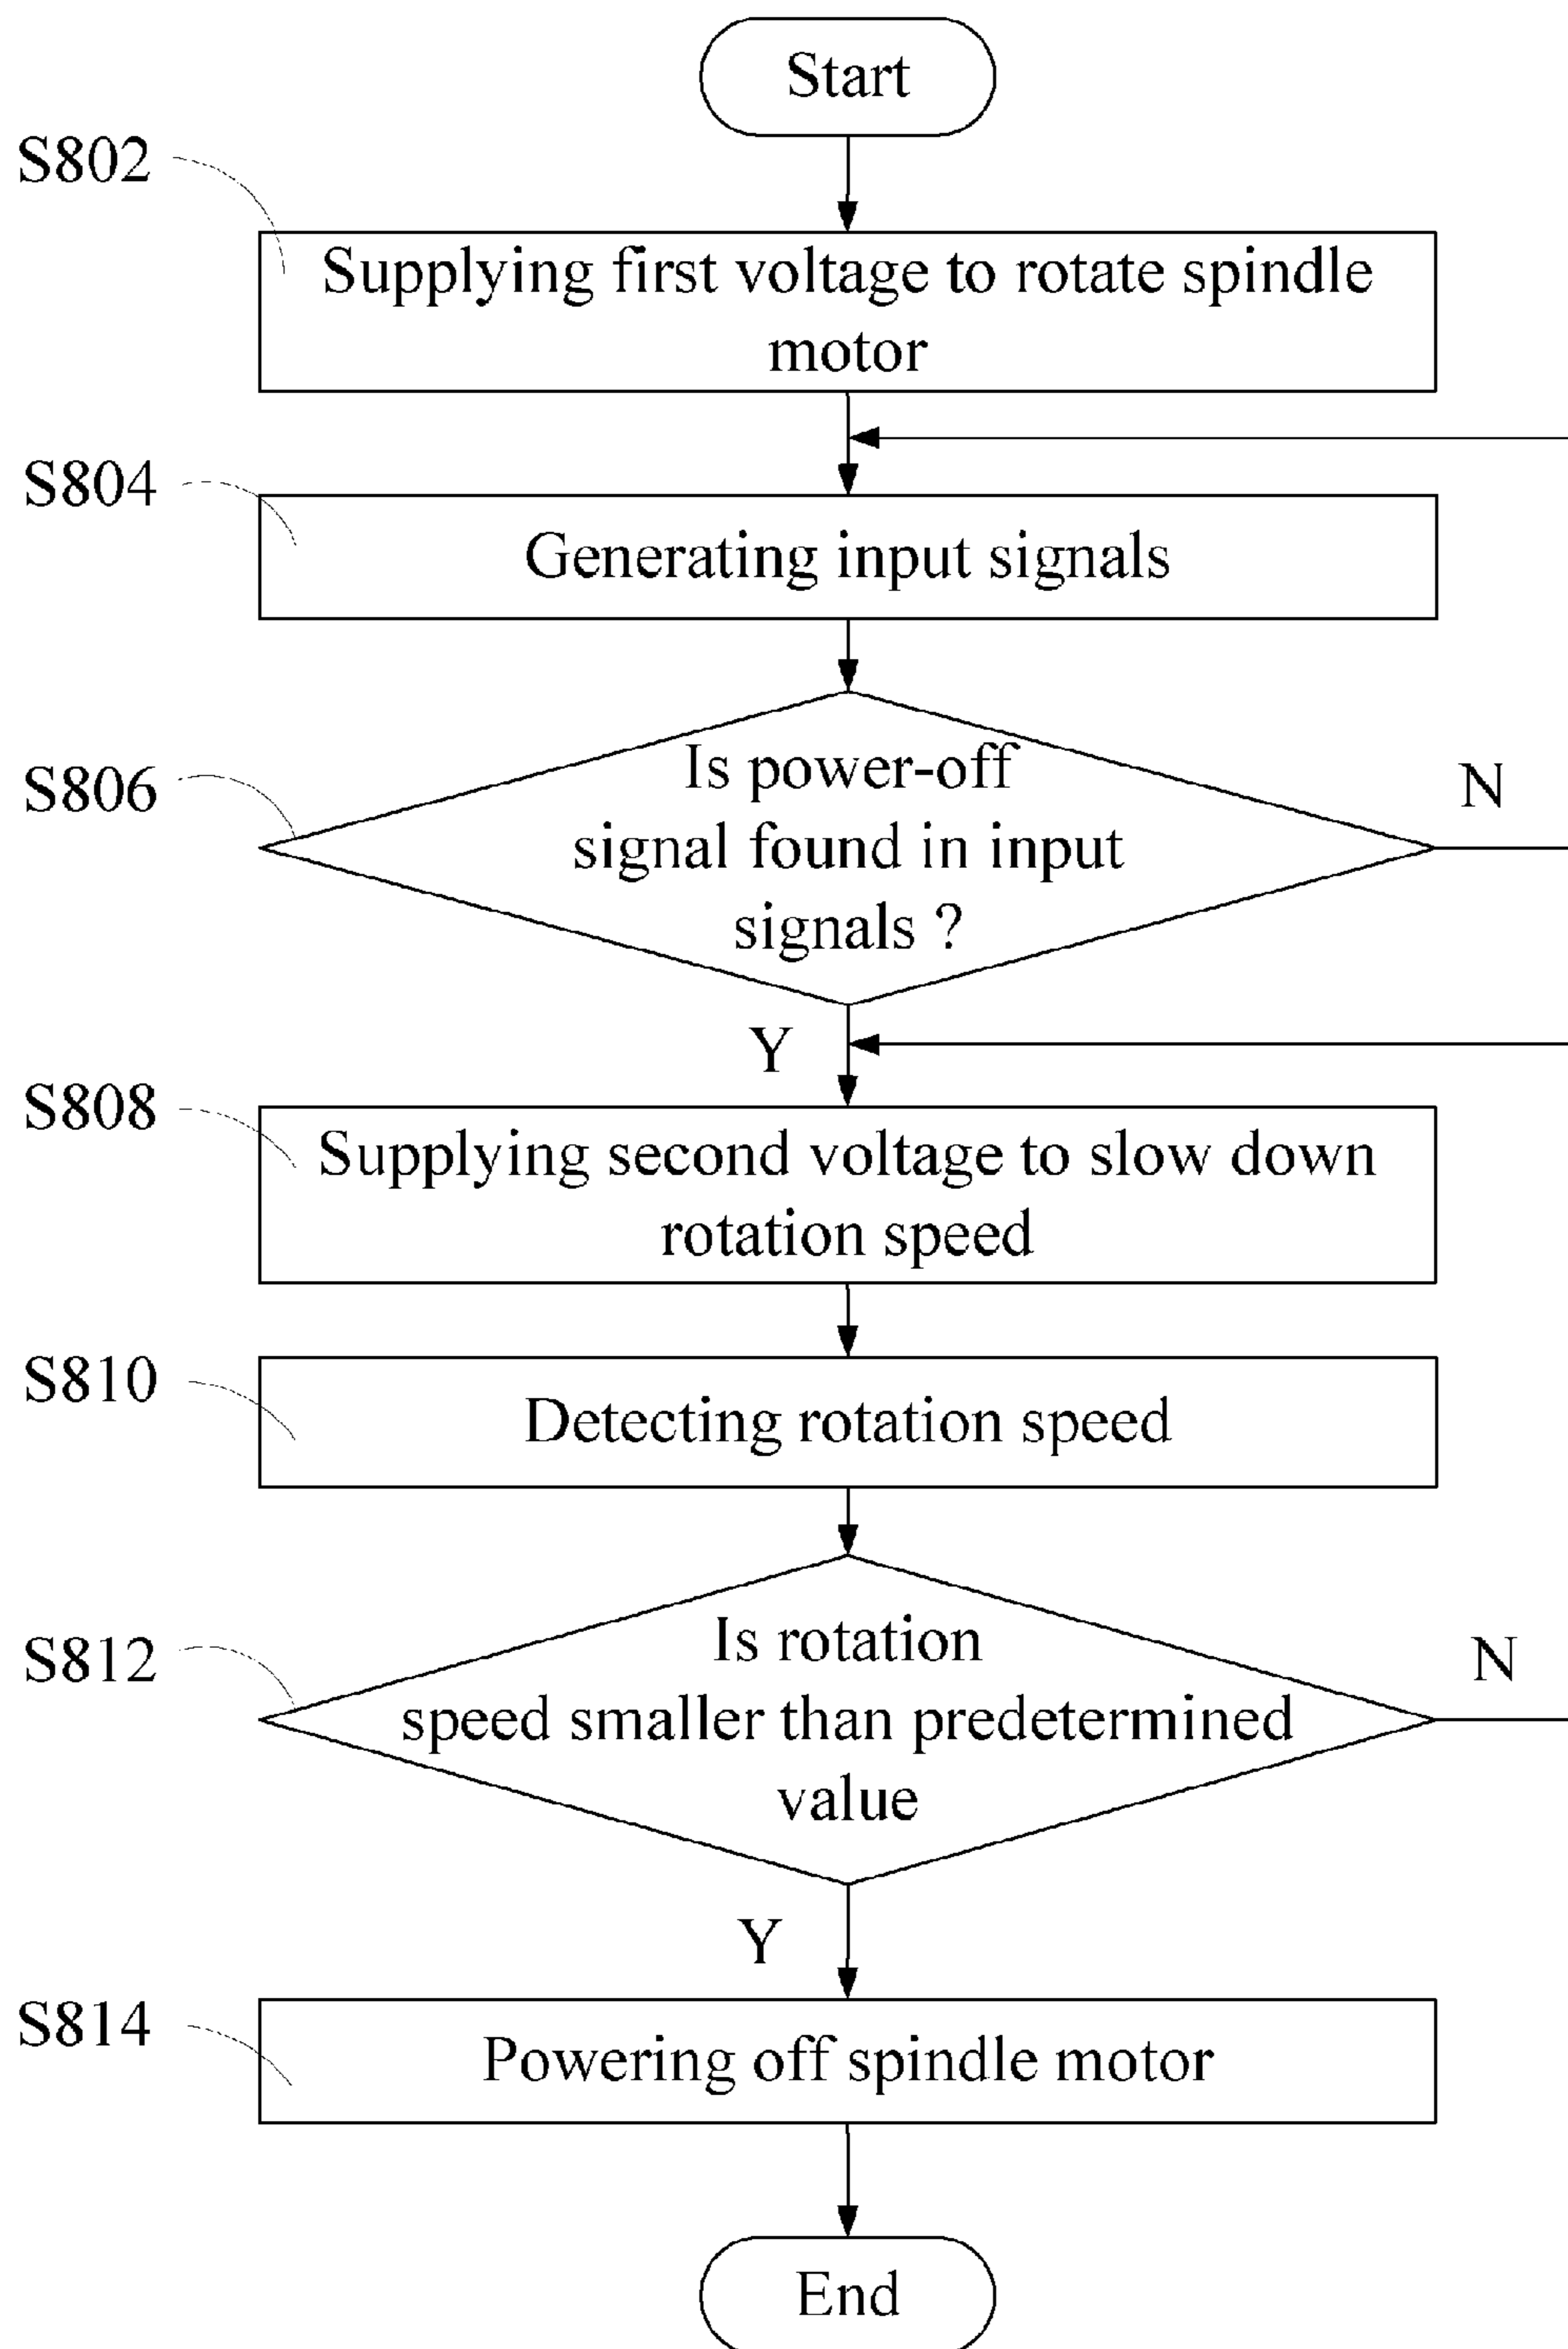 Start
S802
Supplying first voltage to rotate spindle
motor
S804
Generating input signals
S806
Is power-off
signal found in input
signals ?
N
Y
S808
Supplying second voltage to slow down
rotation speed
S810
Detecting rotation speed
S812
Is rotation
speed smaller than predetermined
value
N
Y
S814
Powering off spindle motor
End